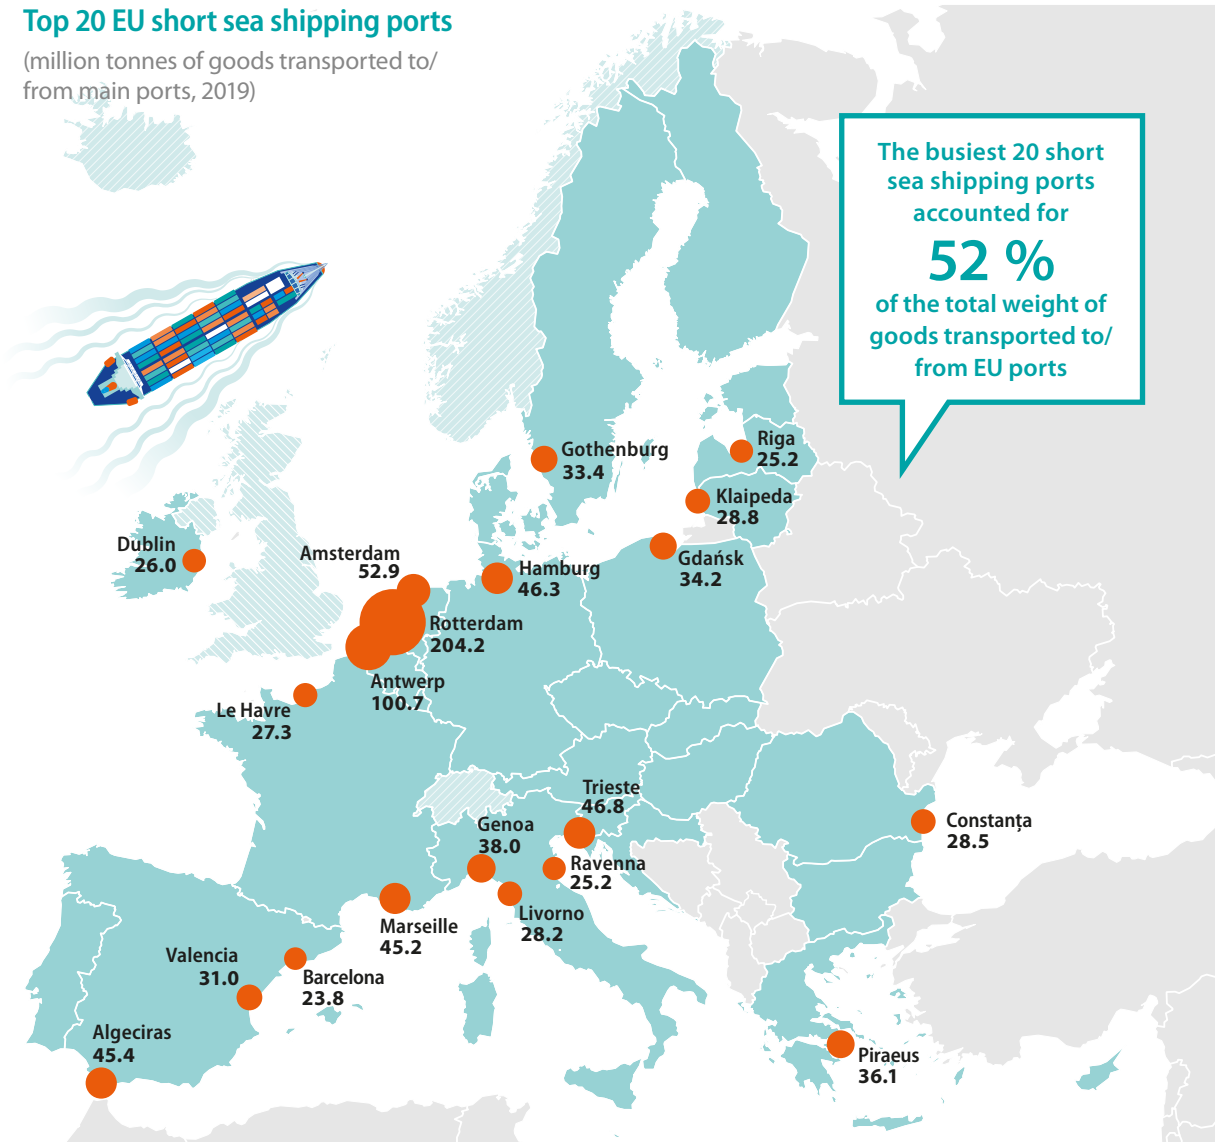 Top 20 EU short sea shipping ports
(million tonnes of goods transported to/
from main ports, 2019)
The busiest 20 short
sea shipping ports
accounted for
52 %
of the total weight of
goods transported to/
from EU ports
Gothenburg
33.4
Riga
25.2
Klaipeda
28.8
Dublin
26.0
Amsterdam
52.9
Hamburg
46.3
Gdańsk
34.2
Rotterdam
204.2
Antwerp
100.7
Le Havre
27.3
Trieste
46.8
Genoa
38.0
Constanța
28.5
Ravenna
25.2
Livorno
28.2
Marseille
45.2
Valencia
31.0
Barcelona
23.8
Algeciras
45.4
Piraeus
36.1